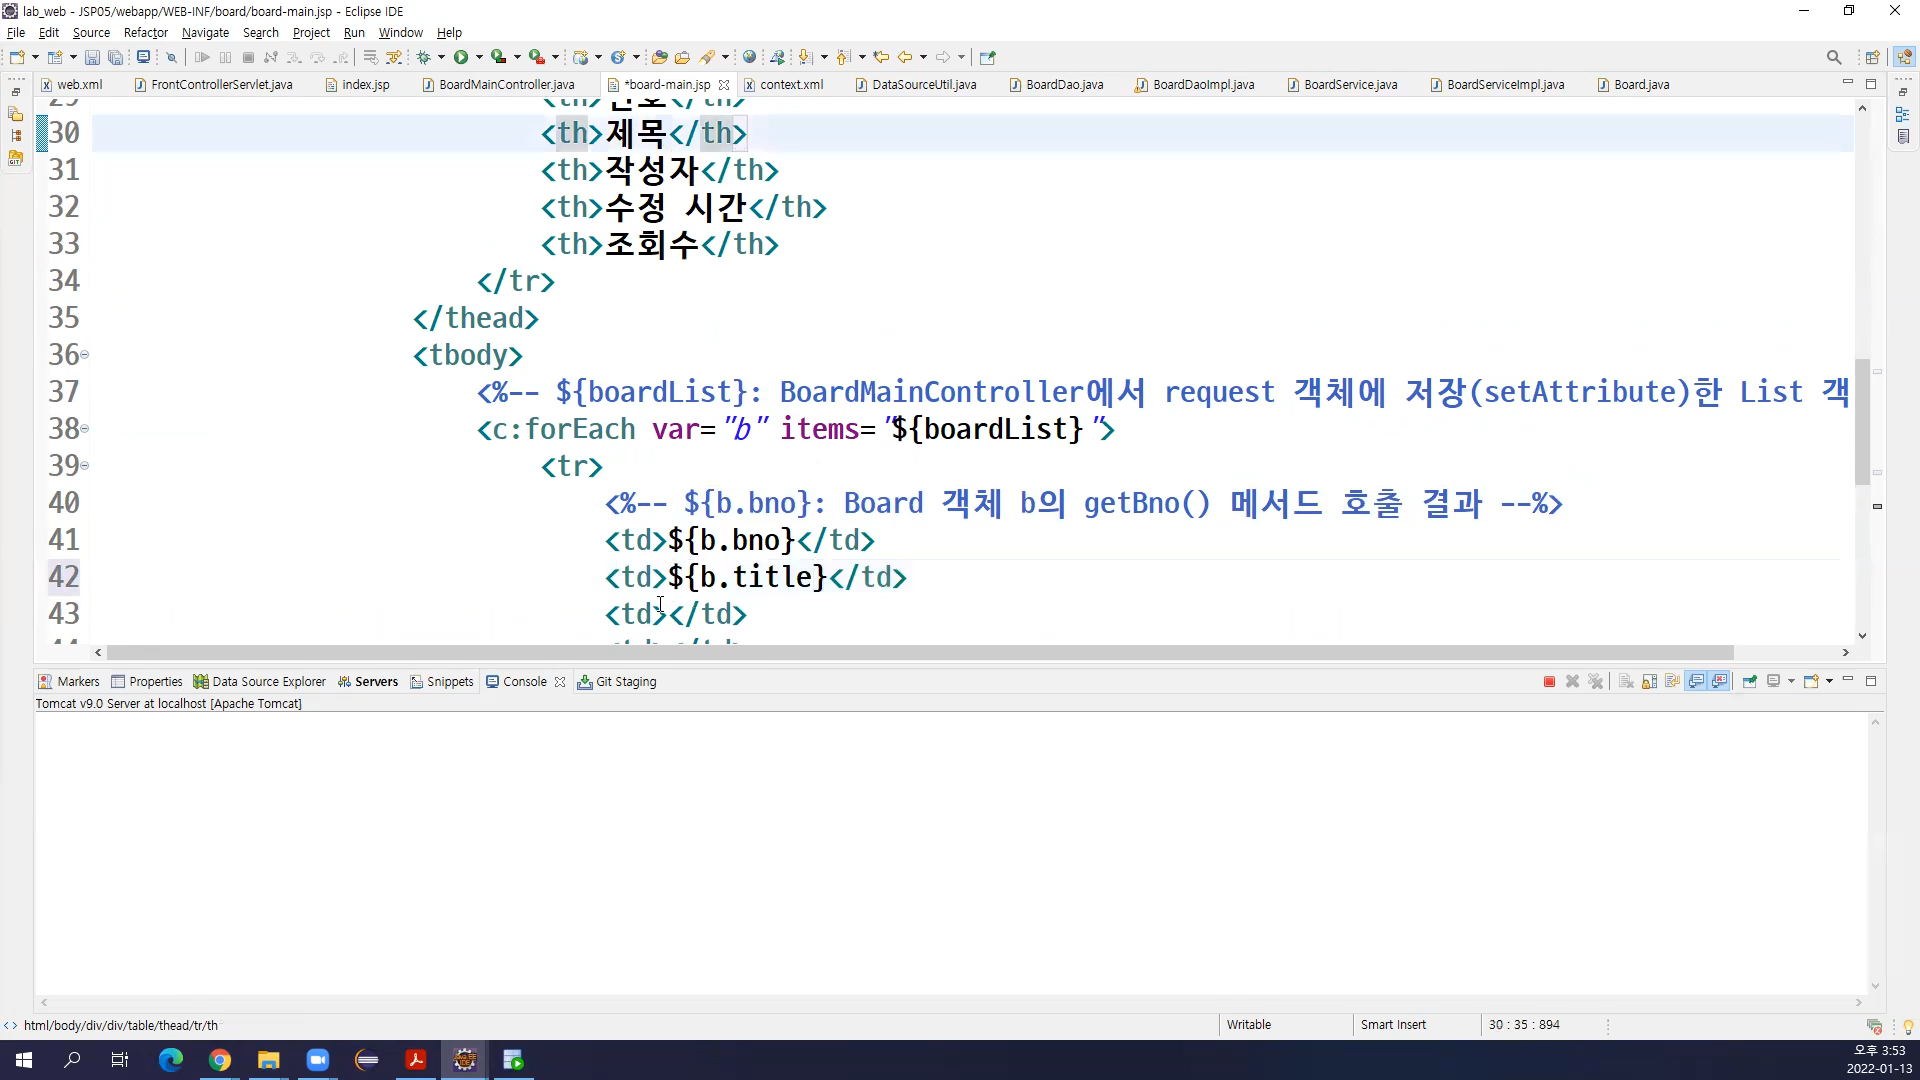 lab_web - JSP05/webapp/WEB-INF/board/board-main.jsp - Eclipse IDE
File Edit Source Refactor Navigate Search Project Run Window Help
web.xml FrontControllerServlet.java index.jsp BoardMainController.java *board-main.jsp context.xml DataSourceUtil.java BoardDao.java BoardDaoImpl.java BoardService.java BoardServiceImpl.java Board.java
30 <th>제목</th>
31 <th>작성자</th>
32 <th>수정 시간</th>
33 <th>조회수</th>
34 </tr>
35 </thead>
36 <tbody>
37 <%-- ${boardList}: BoardMainController에서 request 객체에 저장(setAttribute)한 List 객
38 <c:forEach var="b" items="${boardList}">
39 <tr>
40 <%-- ${b.bno}: Board 객체 b의 getBno() 메서드 호출 결과 --%>
41 <td>${b.bno}</td>
42 <td>${b.title}</td>
43 <td></td>
Markers Properties Data Source Explorer Servers Snippets Console Git Staging
Tomcat v9.0 Server at localhost [Apache Tomcat]
html/body/div/div/table/thead/tr/th Writable Smart Insert 30 : 35 : 894
오후 3:53
2022-01-13